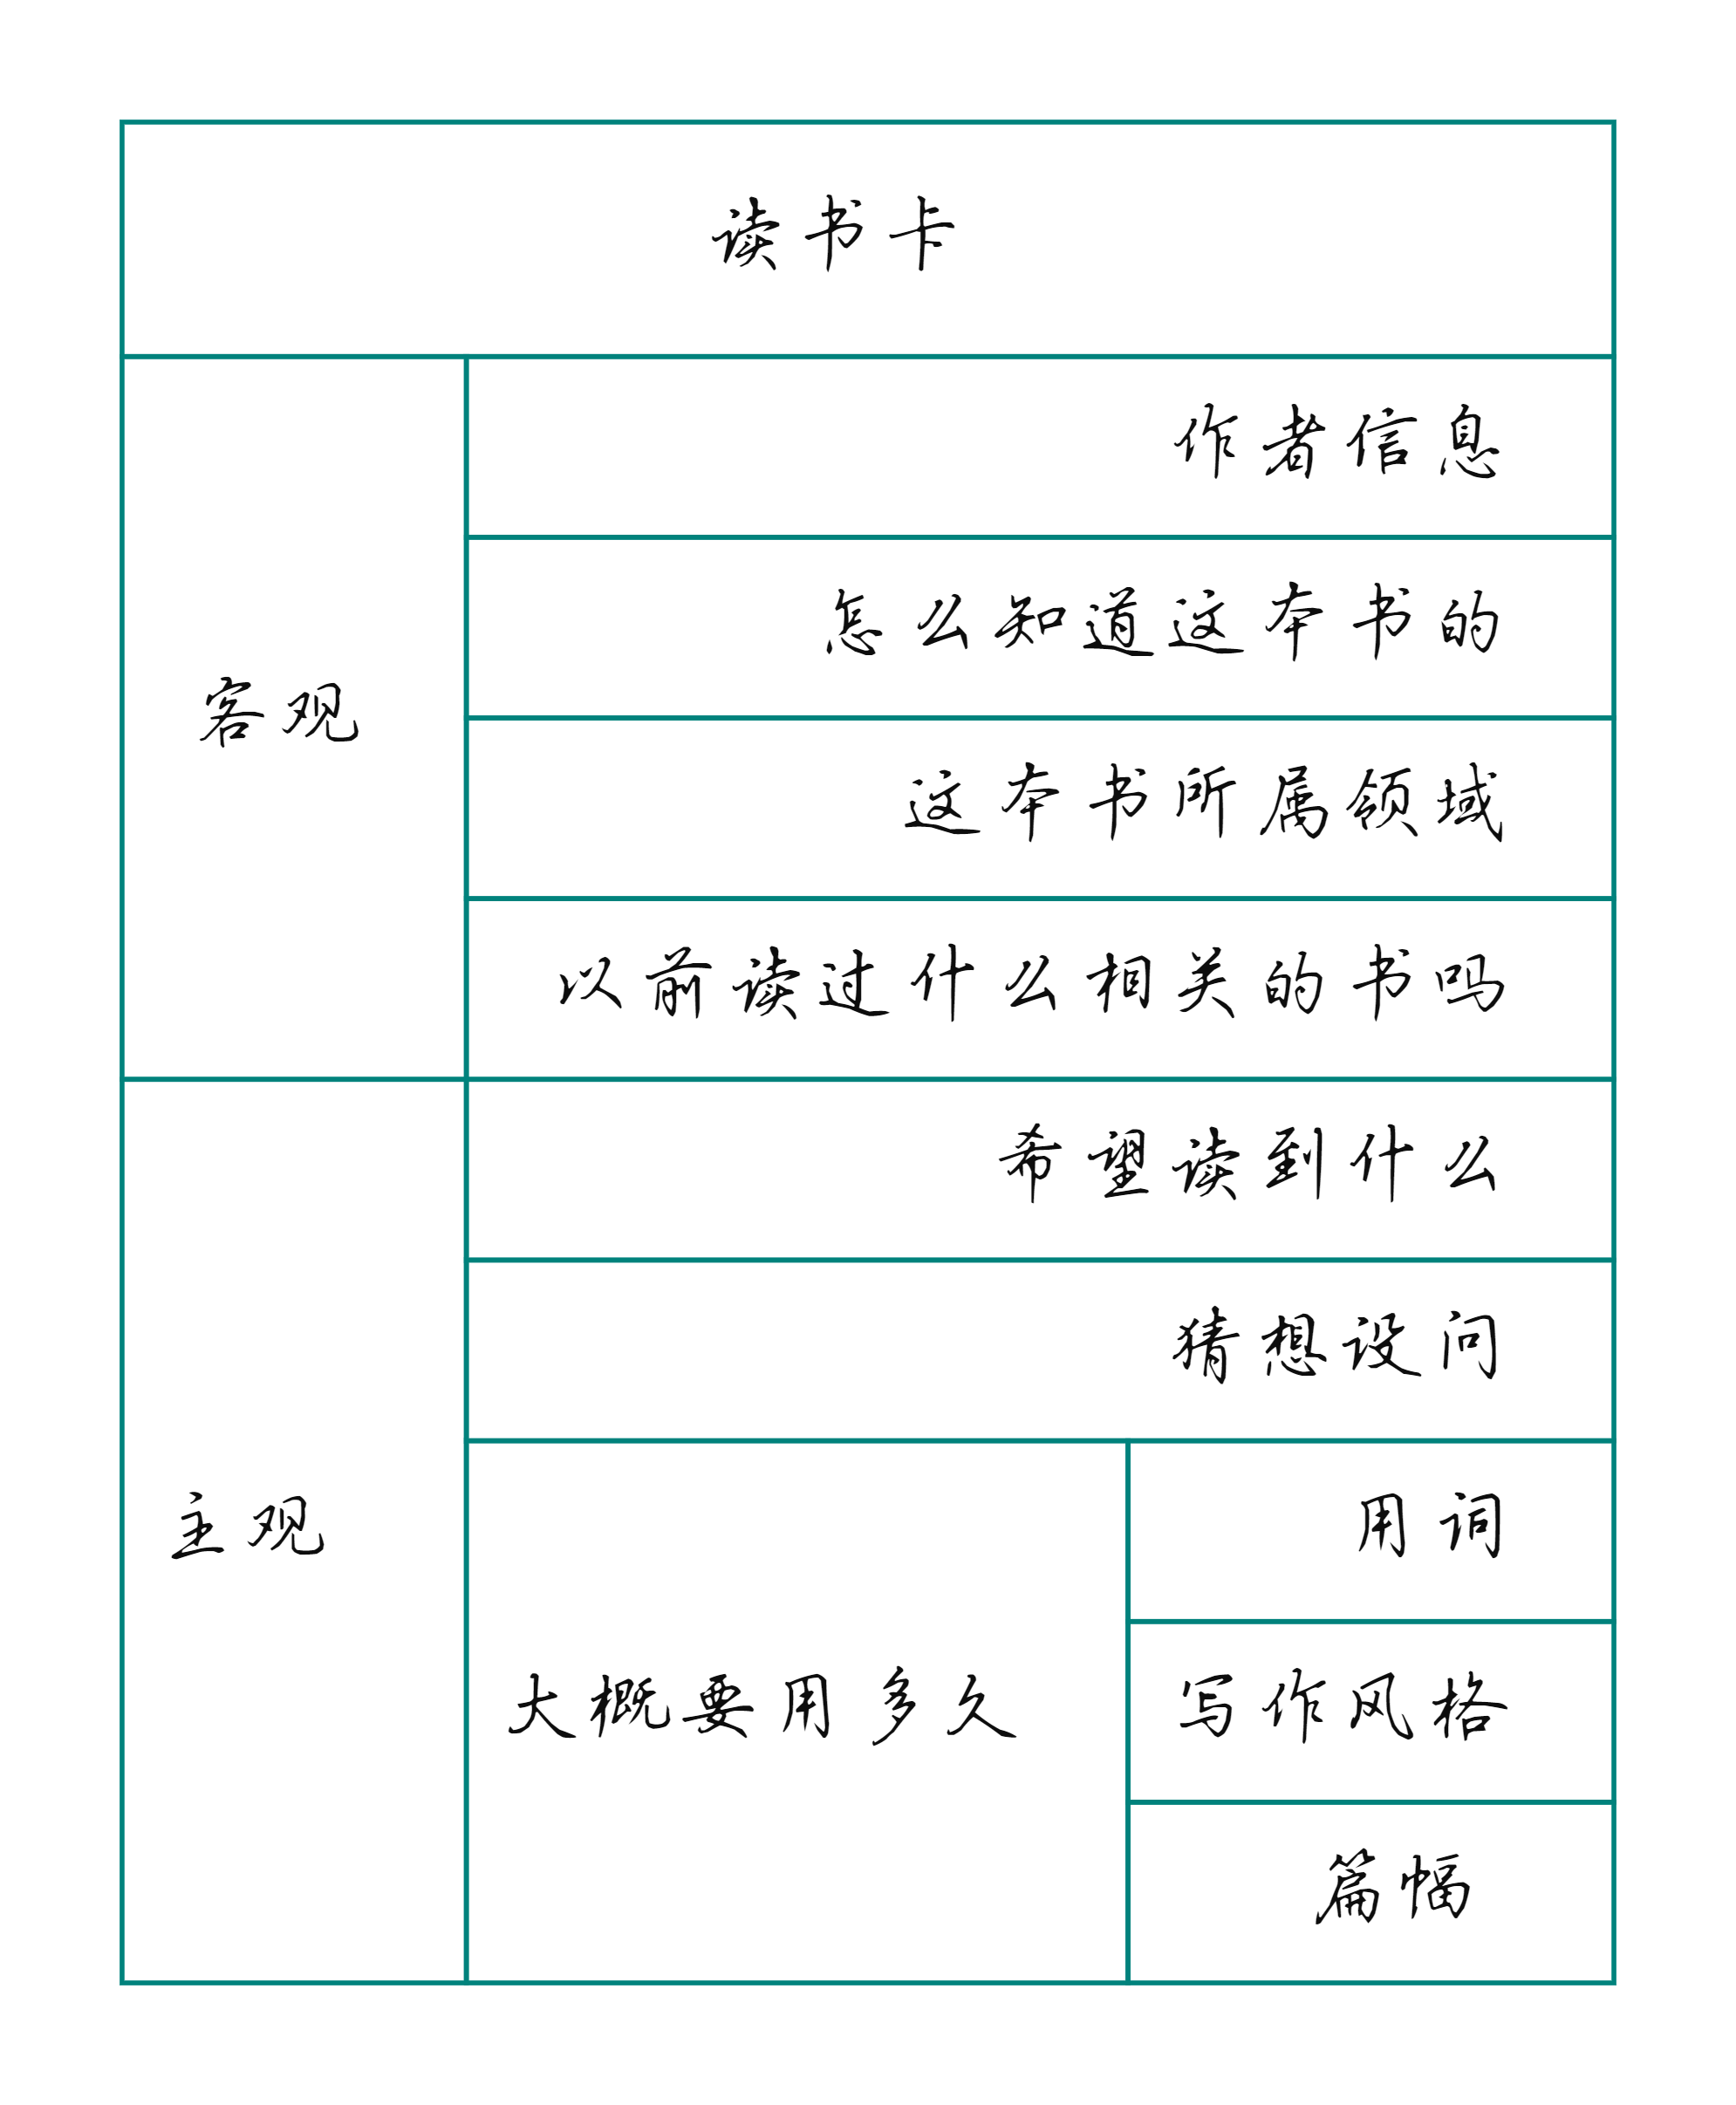 读书卡
客观
作者信息
怎么知道这本书的
这本书所属领域
以前读过什么相关的书吗
主观
希望读到什么
猜想设问
大概要用多久
用词
写作风格
篇幅